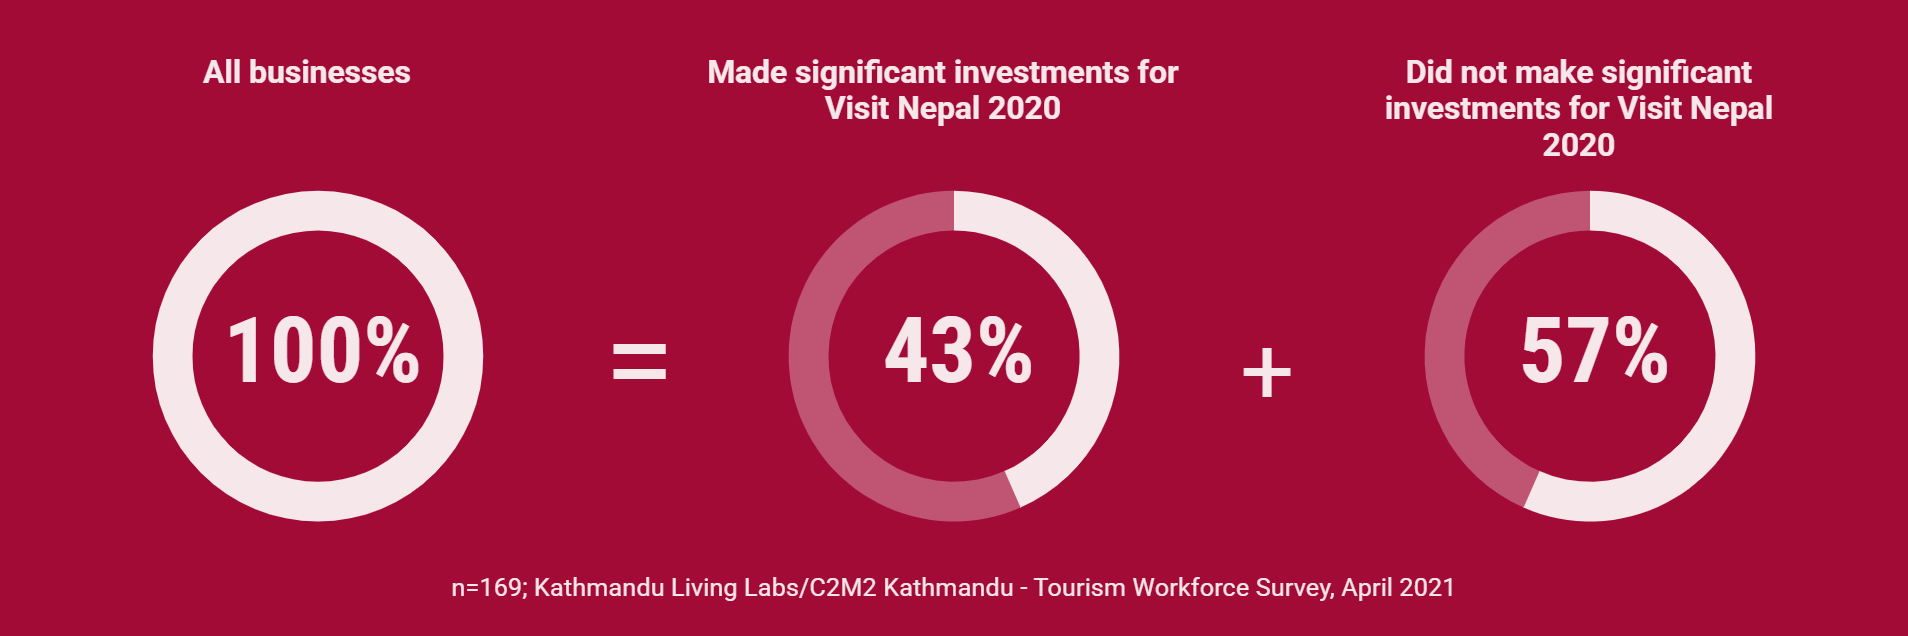 All businesses
Made significant investments for
Visit Nepal 2020
Did not make significant
investments for Visit Nepal
2020
100%
=
43%
+
57%
n=169; Kathmandu Living Labs/C2M2 Kathmandu - Tourism Workforce Survey, April 2021